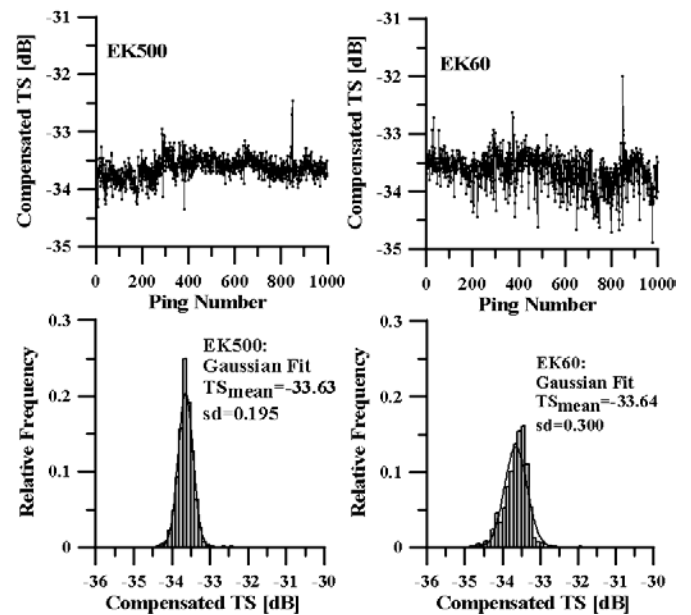 -31
EK500
-32
-33
-34
-35
0 200 400 600 800 1000
Compensated TS [dB]
Ping Number
-31
EK60
-32
-33
-34
-35
0 200 400 600 800 1000
Compensated TS [dB]
Ping Number
0.3
0.2
0.1
0
EK500:
Gaussian Fit
TSmean=-33.63
sd=0.195
Relative Frequency
-36 -35 -34 -33 -32 -31 -30
Compensated TS [dB]
0.3
0.2
0.1
0
EK60:
Gaussian Fit
TSmean=-33.64
sd=0.300
Relative Frequency
-36 -35 -34 -33 -32 -31 -30
Compensated TS [dB]